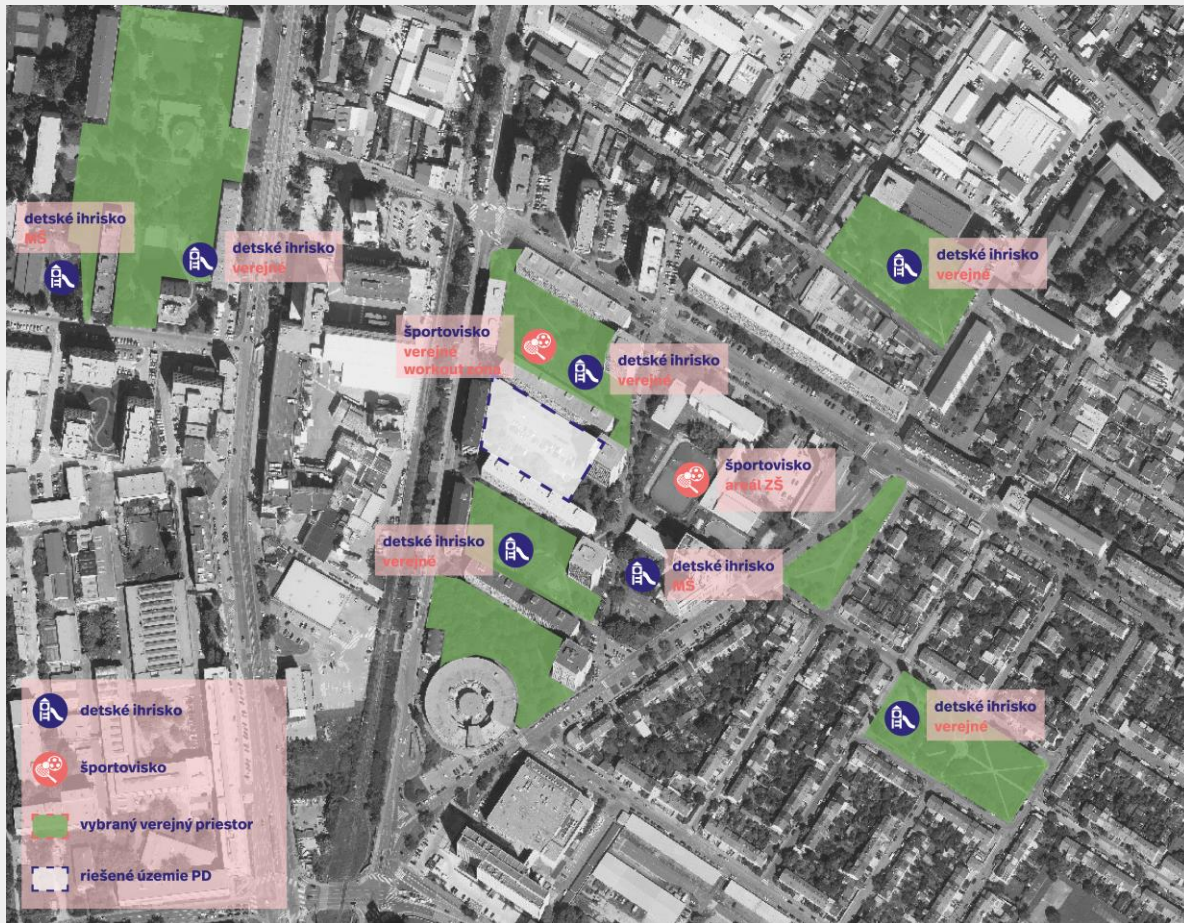 detské ihrisko
MŠ
detské ihrisko
verejné
detské ihrisko
verejné
športovisko
verejné
workout zóna
detské ihrisko
verejné
športovisko
areál ZŠ
detské ihrisko
verejné
detské ihrisko
MŠ
detské ihrisko
verejné
detské ihrisko
športovisko
vybraný verejný priestor
riešené územie PD